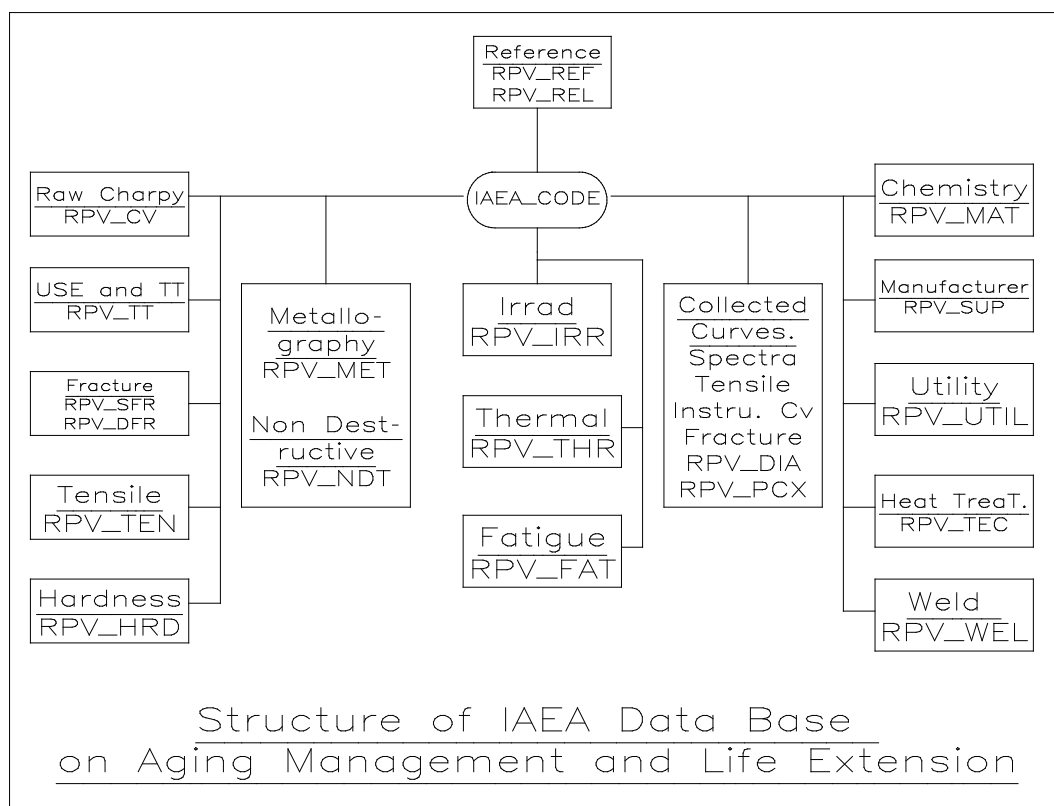 Reference
RPV_REF
RPV_REL
IAEA_CODE
Raw Charpy
RPV_CV
USE and TT
RPV_TT
Fracture
RPV_SFR
RPV_DFR
Tensile
RPV_TEN
Hardness
RPV_HRD
Metallo-
graphy
RPV_MET
Non Dest-
ructive
RPV_NDT
Irrad
RPV_IRR
Thermal
RPV_THR
Fatigue
RPV_FAT
Collected
Curves.
Spectra
Tensile
Instru. Cv
Fracture
RPV_DIA
RPV_PCX
Chemistry
RPV_MAT
Manufacturer
RPV_SUP
Utility
RPV_UTIL
Heat TreaT.
RPV_TEC
Weld
RPV_WEL
Structure of IAEA Data Base
on Aging Management and Life Extension